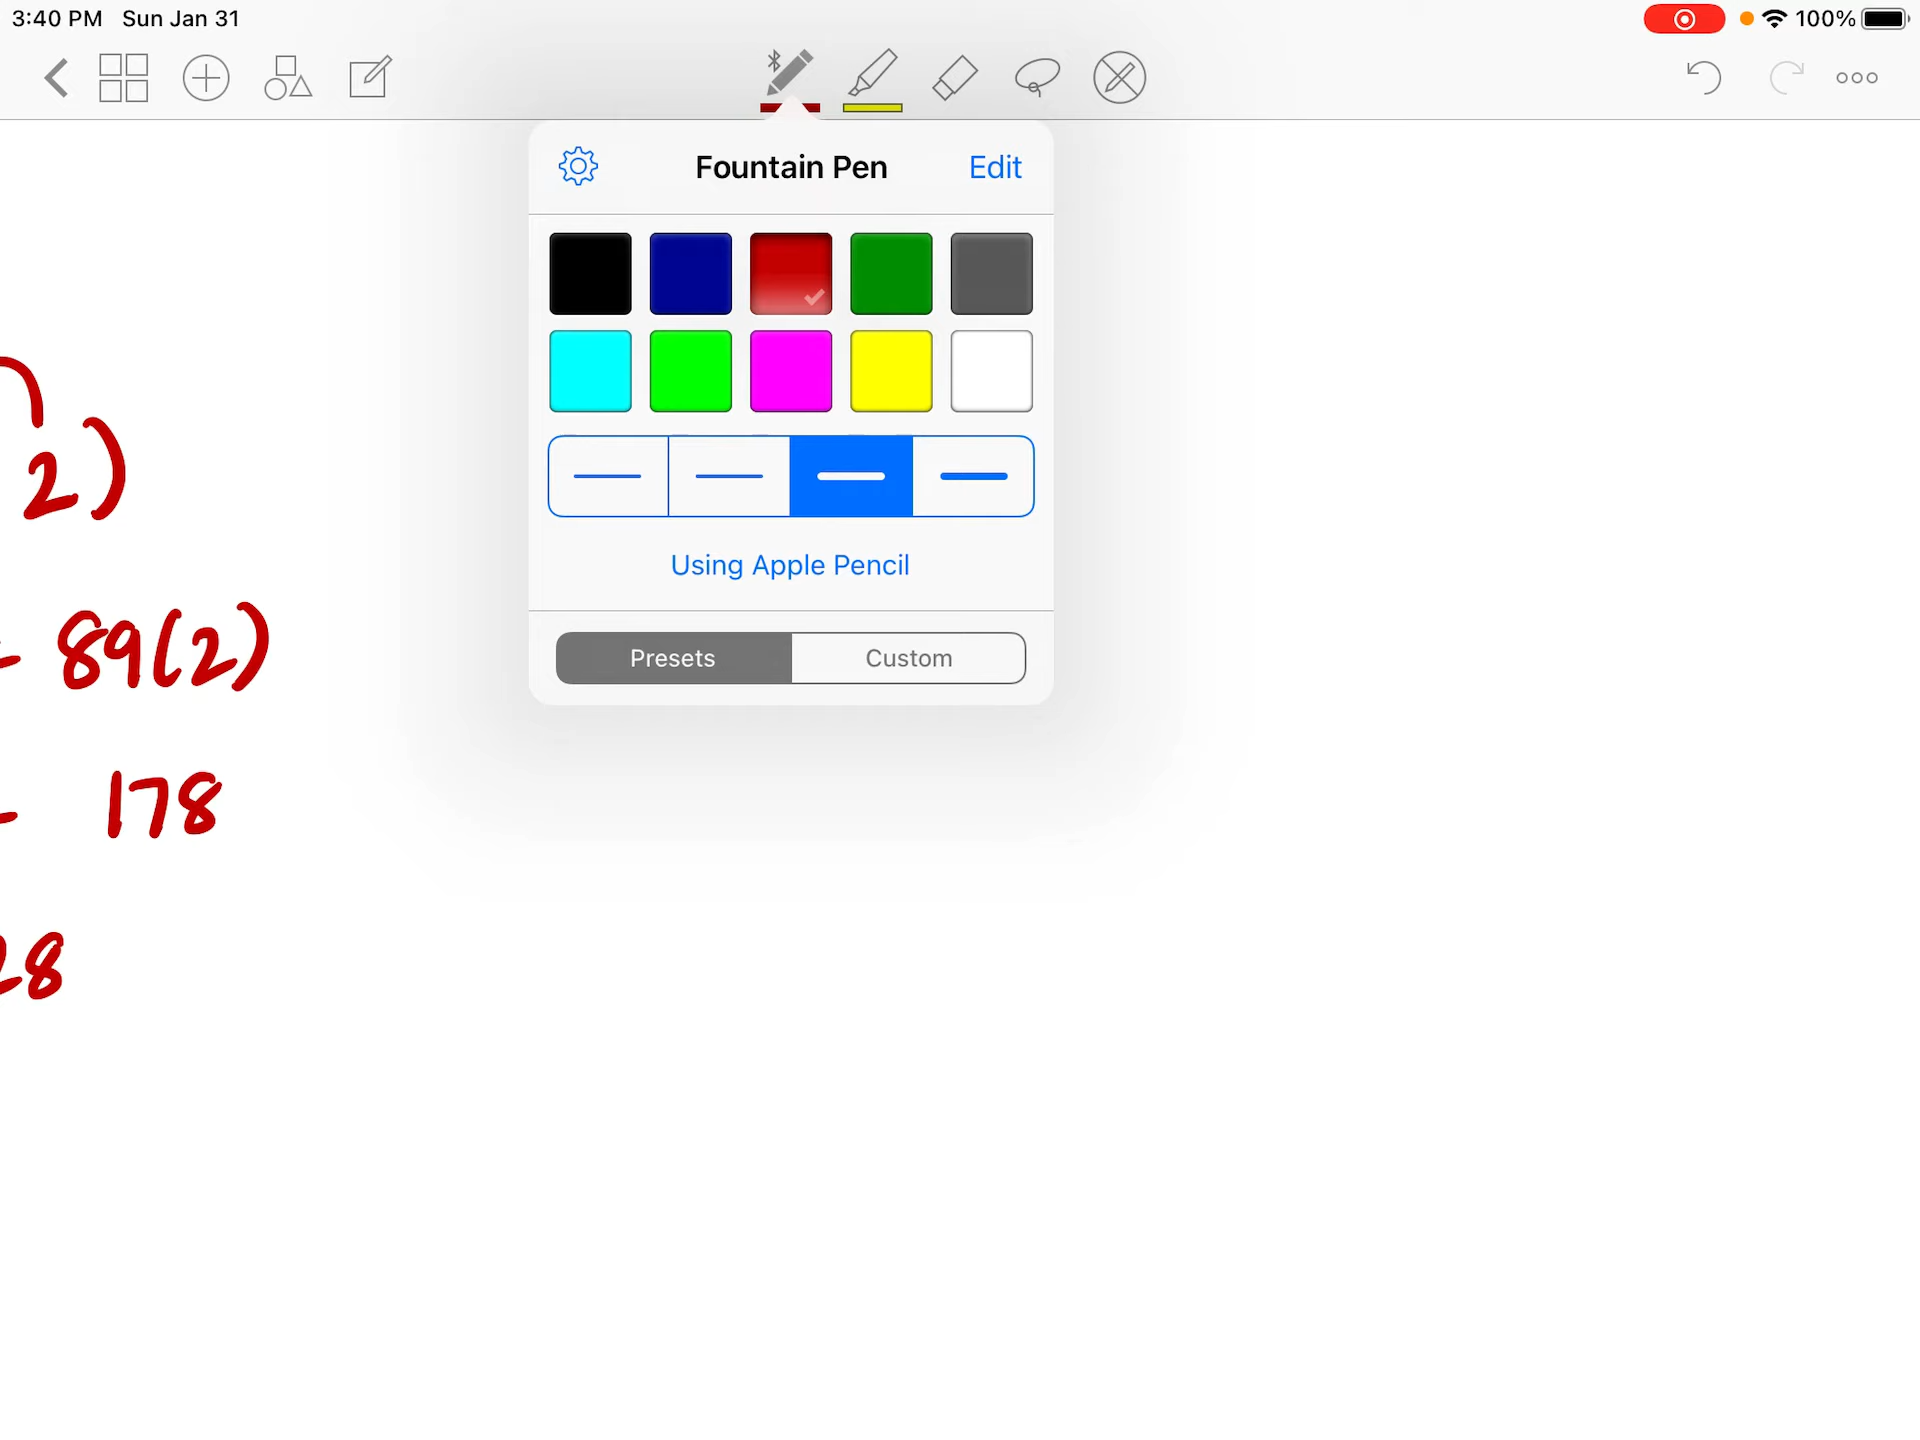 3:40 PM Sun Jan 31 100%
Fountain Pen Edit
2)
Using Apple Pencil
- 89(2)
Presets Custom
- 178
28